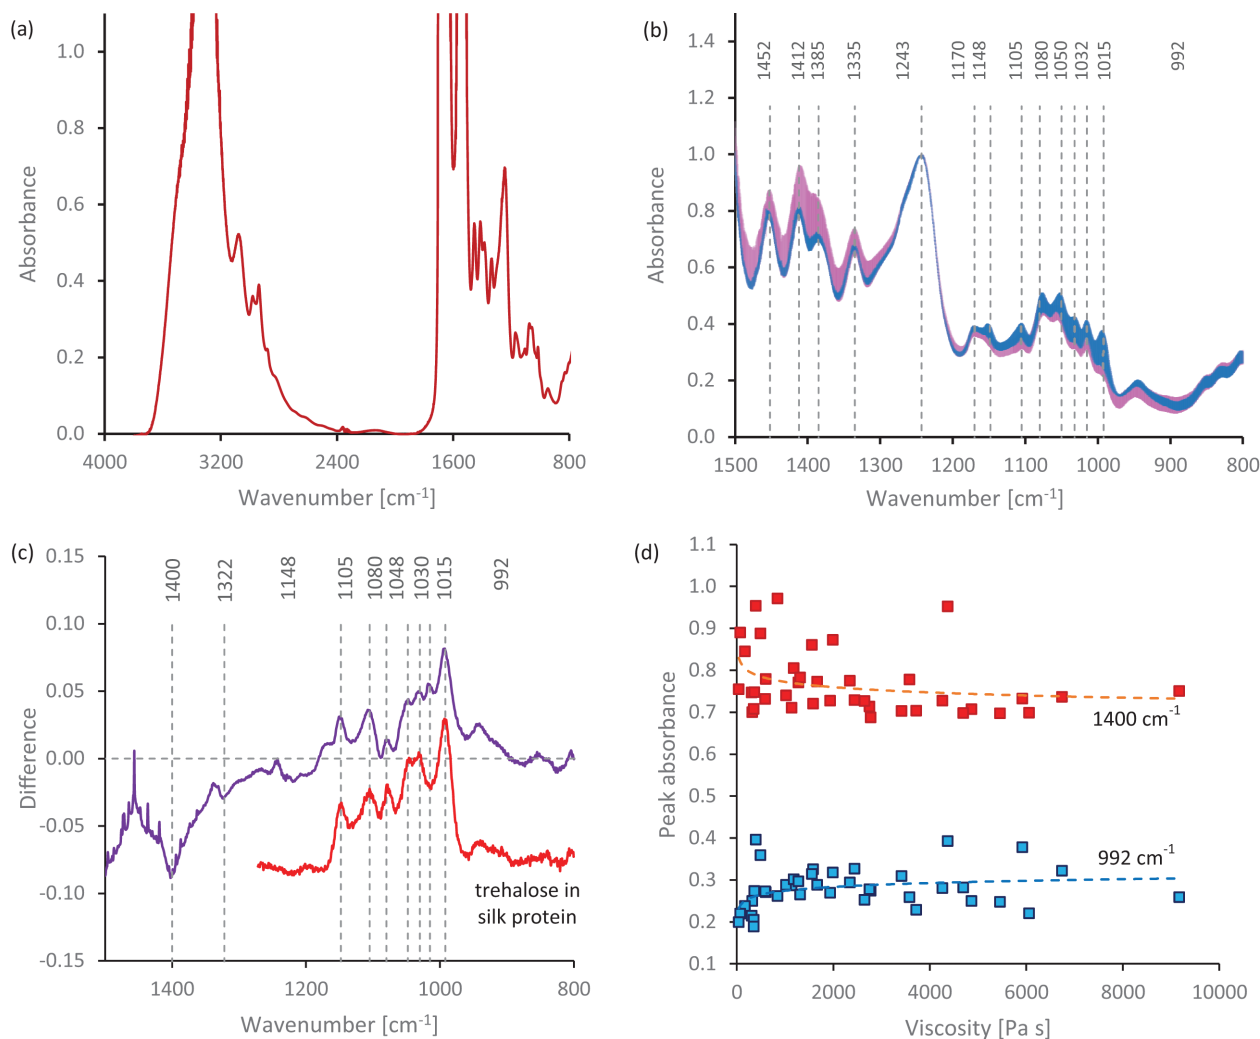 (a)
1.0
0.8
0.6
0.4
0.2
0.0
Absorbance
4000 3200 2400 1600 800
Wavenumber [cm-1]
(b)
1452 1412 1385 1335 1243 1170 1148 1105 1080 1050 1032 1015 992
1.4
1.2
1.0
0.8
0.6
0.4
0.2
0.0
Absorbance
1500 1400 1300 1200 1100 1000 900 800
Wavenumber [cm-1]
(c)
1400 1322 1148 1105 1080 1048 1030 1015 992
0.15
0.10
0.05
0.00
-0.05
-0.10
-0.15
Difference
trehalose in
silk protein
1400 1200 1000 800
Wavenumber [cm-1]
(d)
1.1
1.0
0.9
0.8
0.7
0.6
0.5
0.4
0.3
0.2
0.1
Peak absorbance
1400 cm-1
992 cm-1
0 2000 4000 6000 8000 10000
Viscosity [Pa s]